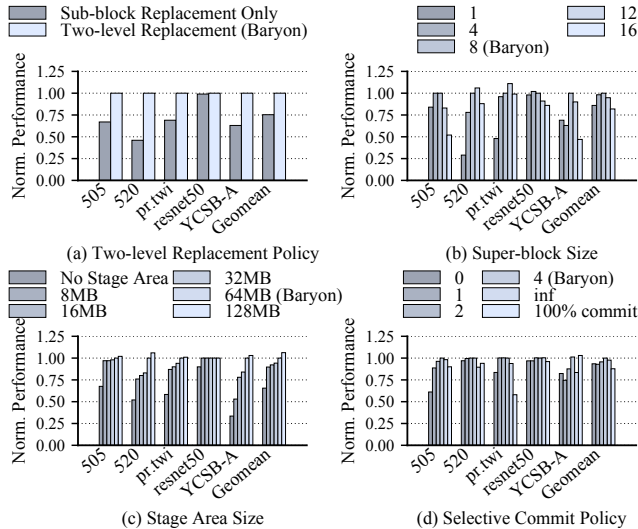 Sub-block Replacement Only
Two-level Replacement (Baryon)
Norm. Performance
1.25
1.00
0.75
0.50
0.25
0.00
505
520
pr.twi
resnet50
YCSB-A
Geomean
(a) Two-level Replacement Policy
1
4
8 (Baryon)
12
16
Norm. Performance
1.25
1.00
0.75
0.50
0.25
0.00
505
520
pr.twi
resnet50
YCSB-A
Geomean
(b) Super-block Size
No Stage Area
8MB
16MB
32MB
64MB (Baryon)
128MB
Norm. Performance
1.25
1.00
0.75
0.50
0.25
0.00
505
520
pr.twi
resnet50
YCSB-A
Geomean
(c) Stage Area Size
0
1
2
4 (Baryon)
inf
100% commit
Norm. Performance
1.25
1.00
0.75
0.50
0.25
0.00
505
520
pr.twi
resnet50
YCSB-A
Geomean
(d) Selective Commit Policy